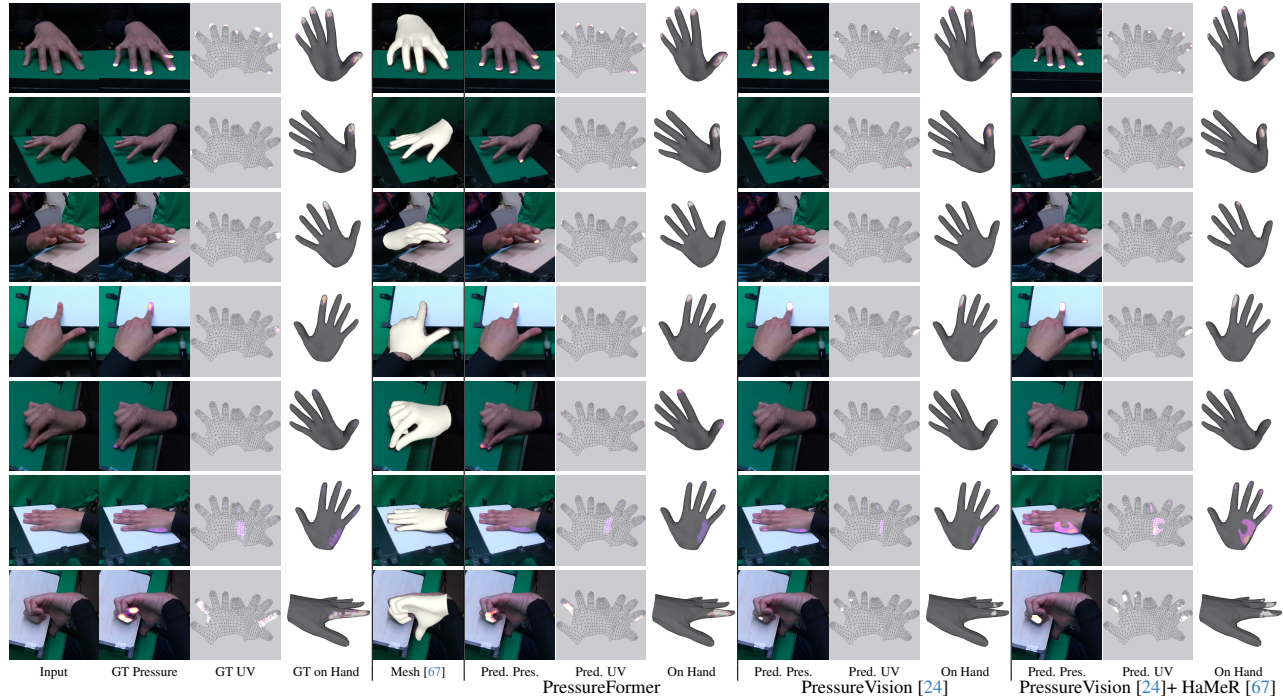 Input GT Pressure GT UV GT on Hand Mesh [67] Pred. Pres. Pred. UV On Hand Pred. Pres. Pred. UV On Hand Pred. Pres. Pred. UV On Hand
PressureFormer PressureVision [24] PressureVision [24]+ HaMeR [67]